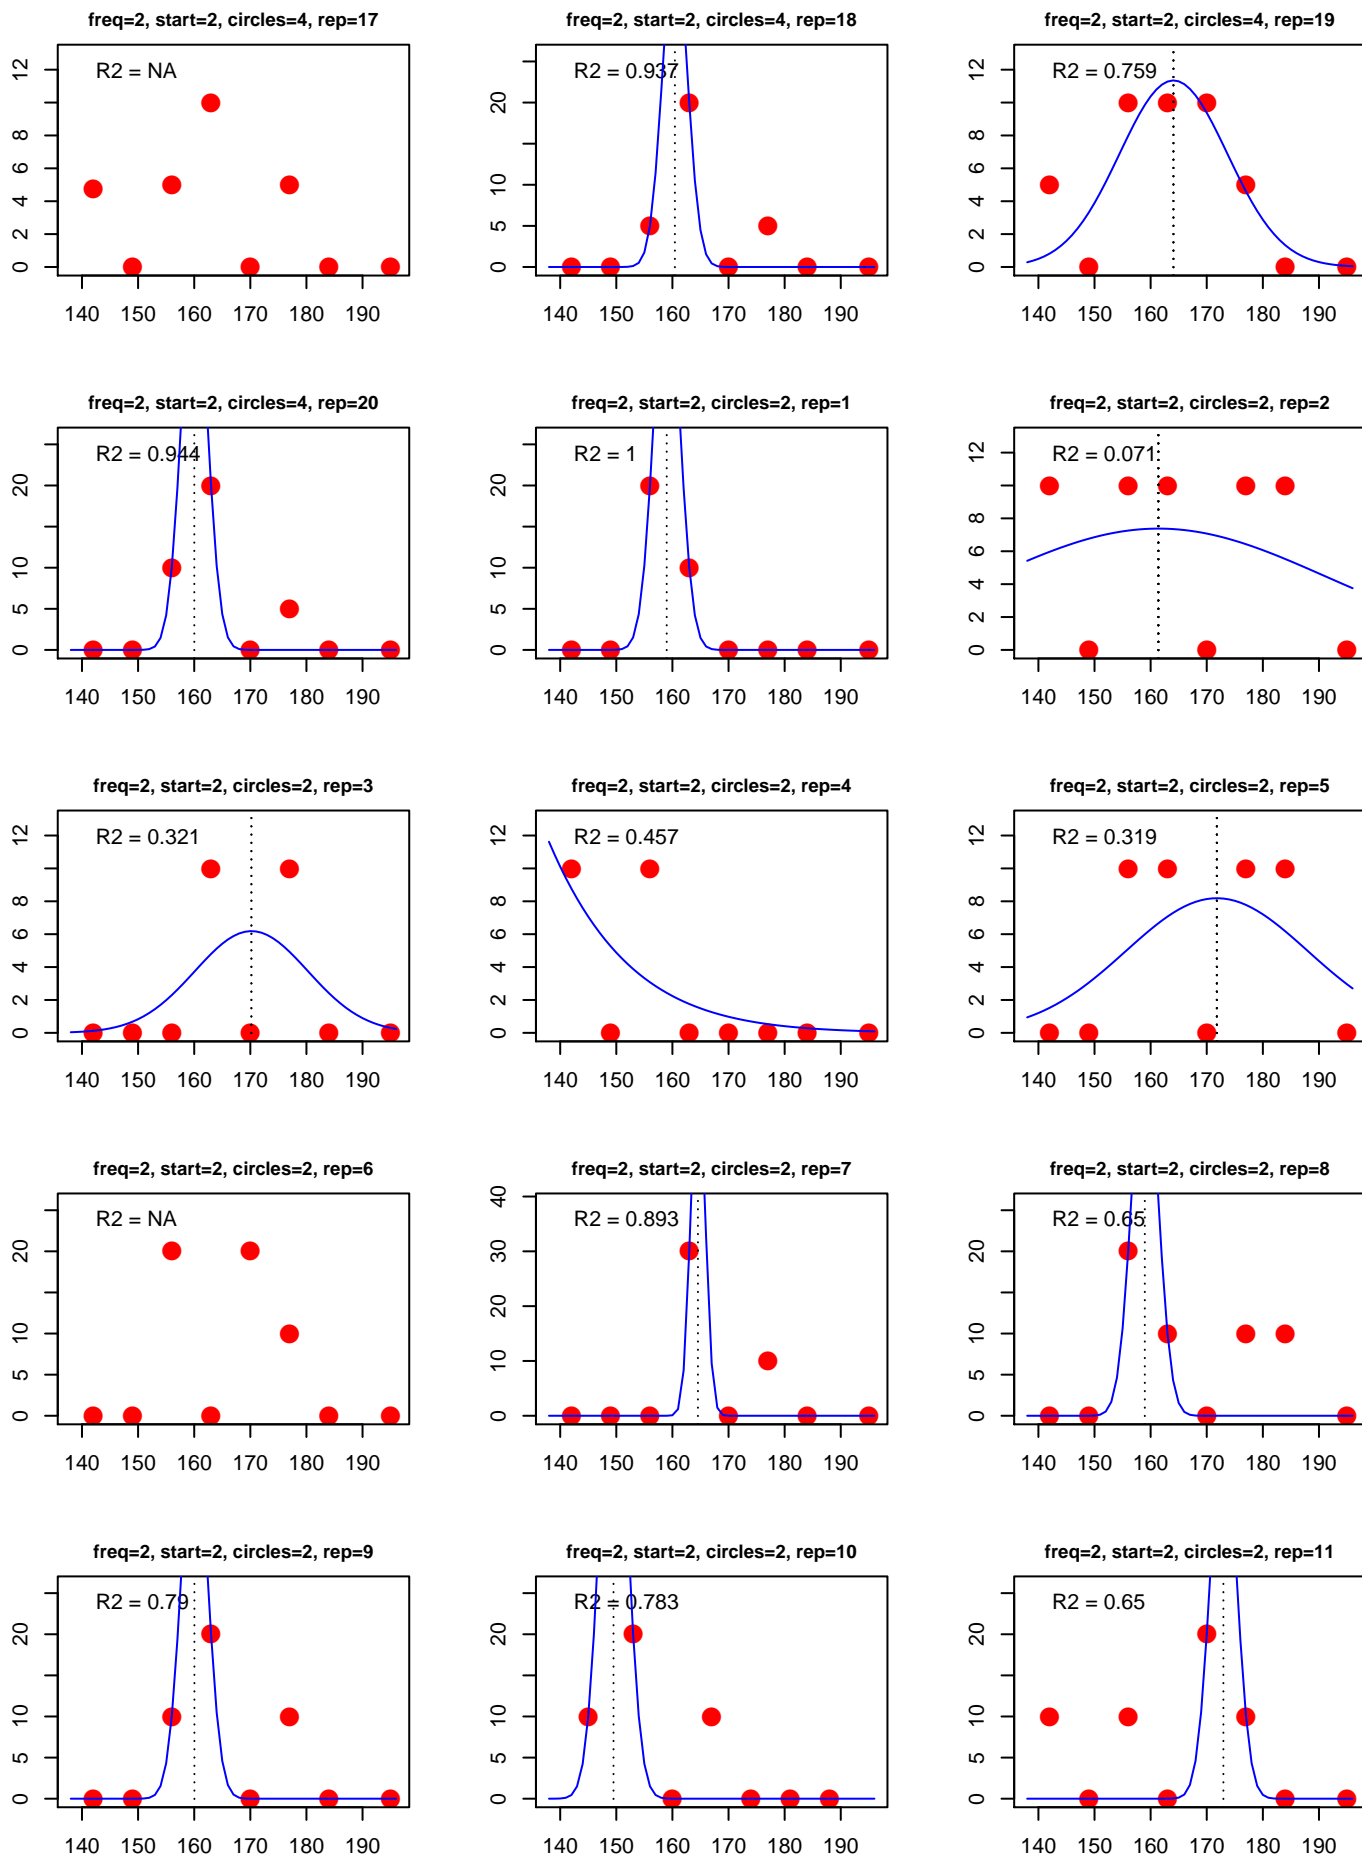 freq=2, start=2, circles=4, rep=17
R2 = NA
0 2 4 6 8 12
140 150 160 170 180 190
freq=2, start=2, circles=4, rep=18
R2 = 0.937
0 5 10 20
140 150 160 170 180 190
freq=2, start=2, circles=4, rep=19
R2 = 0.759
0 2 4 6 8 12
140 150 160 170 180 190
freq=2, start=2, circles=4, rep=20
R2 = 0.944
0 5 10 20
140 150 160 170 180 190
freq=2, start=2, circles=2, rep=1
R2 = 1
0 5 10 20
140 150 160 170 180 190
freq=2, start=2, circles=2, rep=2
R2 = 0.071
0 2 4 6 8 12
140 150 160 170 180 190
freq=2, start=2, circles=2, rep=3
R2 = 0.321
0 2 4 6 8 12
140 150 160 170 180 190
freq=2, start=2, circles=2, rep=4
R2 = 0.457
0 2 4 6 8 12
140 150 160 170 180 190
freq=2, start=2, circles=2, rep=5
R2 = 0.319
0 2 4 6 8 12
140 150 160 170 180 190
freq=2, start=2, circles=2, rep=6
R2 = NA
0 5 10 20
140 150 160 170 180 190
freq=2, start=2, circles=2, rep=7
R2 = 0.893
0 10 20 30 40
140 150 160 170 180 190
freq=2, start=2, circles=2, rep=8
R2 = 0.65
0 5 10 20
140 150 160 170 180 190
freq=2, start=2, circles=2, rep=9
R2 = 0.79
0 5 10 20
140 150 160 170 180 190
freq=2, start=2, circles=2, rep=10
R2 = 0.783
0 5 10 20
140 150 160 170 180 190
freq=2, start=2, circles=2, rep=11
R2 = 0.65
0 5 10 20
140 150 160 170 180 190